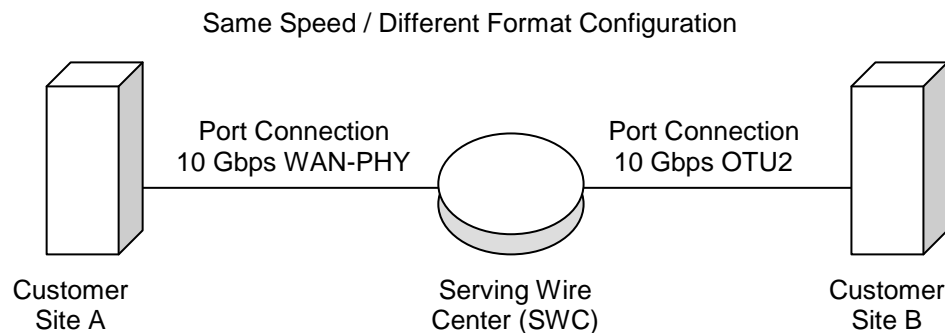 Same Speed / Different Format Configuration
Port Connection
10 Gbps WAN-PHY
Port Connection
10 Gbps OTU2
Customer
Site A
Serving Wire
Center (SWC)
Customer
Site B